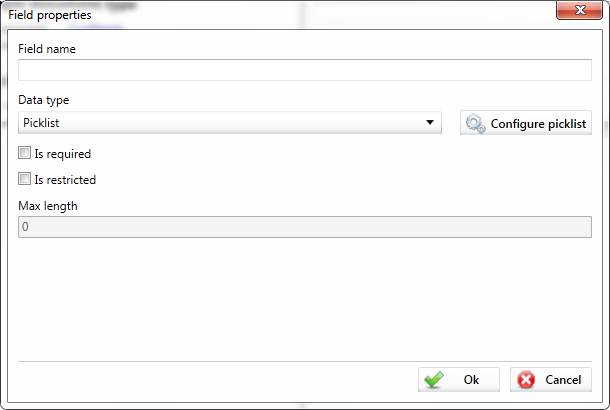 Field properties
Field name
Data type
Picklist
Configure picklist
Is required
Is restricted
Max length
0
Ok
Cancel